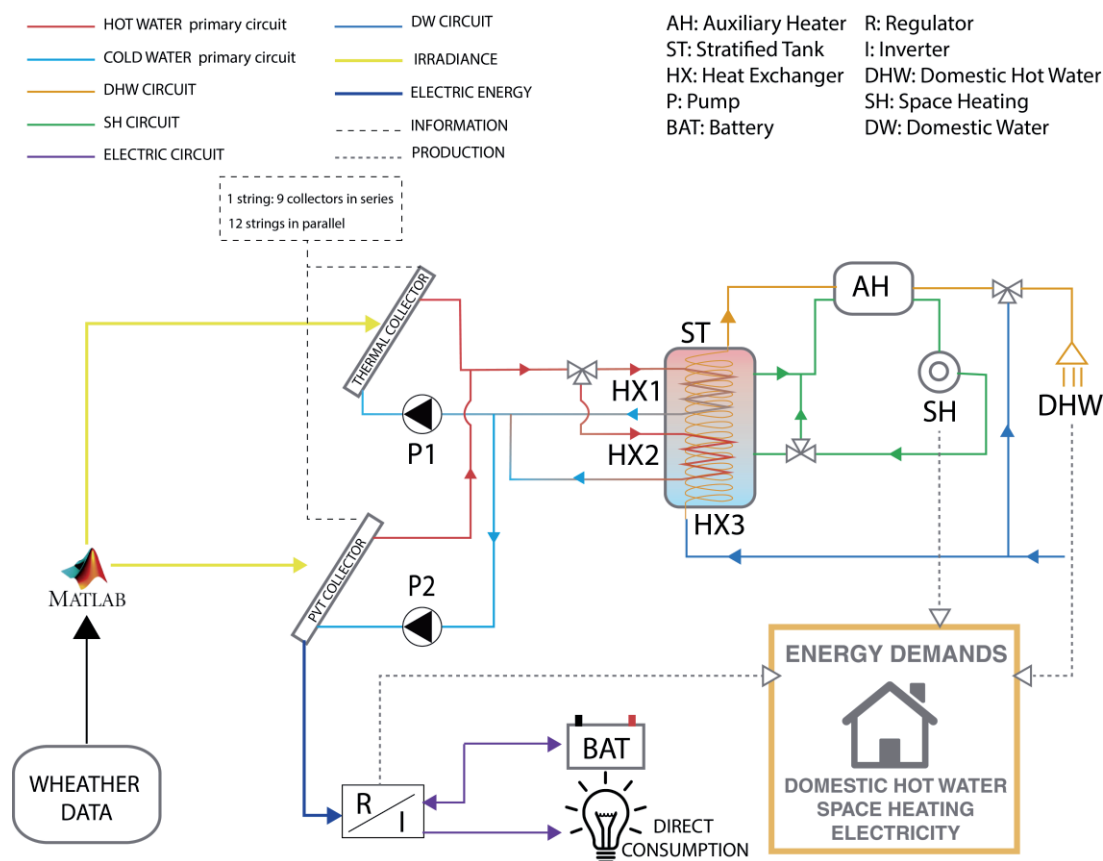 HOT WATER primary circuit
COLD WATER primary circuit
DHW CIRCUIT
SH CIRCUIT
ELECTRIC CIRCUIT
DW CIRCUIT
IRRADIANCE
ELECTRIC ENERGY
INFORMATION
PRODUCTION
AH: Auxiliary Heater
ST: Stratified Tank
HX: Heat Exchanger
P: Pump
BAT: Battery
R: Regulator
I: Inverter
DHW: Domestic Hot Water
SH: Space Heating
DW: Domestic Water
1 string: 9 collectors in series
12 strings in parallel
THERMAL COLLECTOR
P1
HX1
HX2
ST
HX3
AH
SH
DHW
MATLAB
PVT COLLECTOR
P2
WHEATHER
DATA
R
I
BAT
DIRECT
CONSUMPTION
ENERGY DEMANDS
DOMESTIC HOT WATER
SPACE HEATING
ELECTRICITY